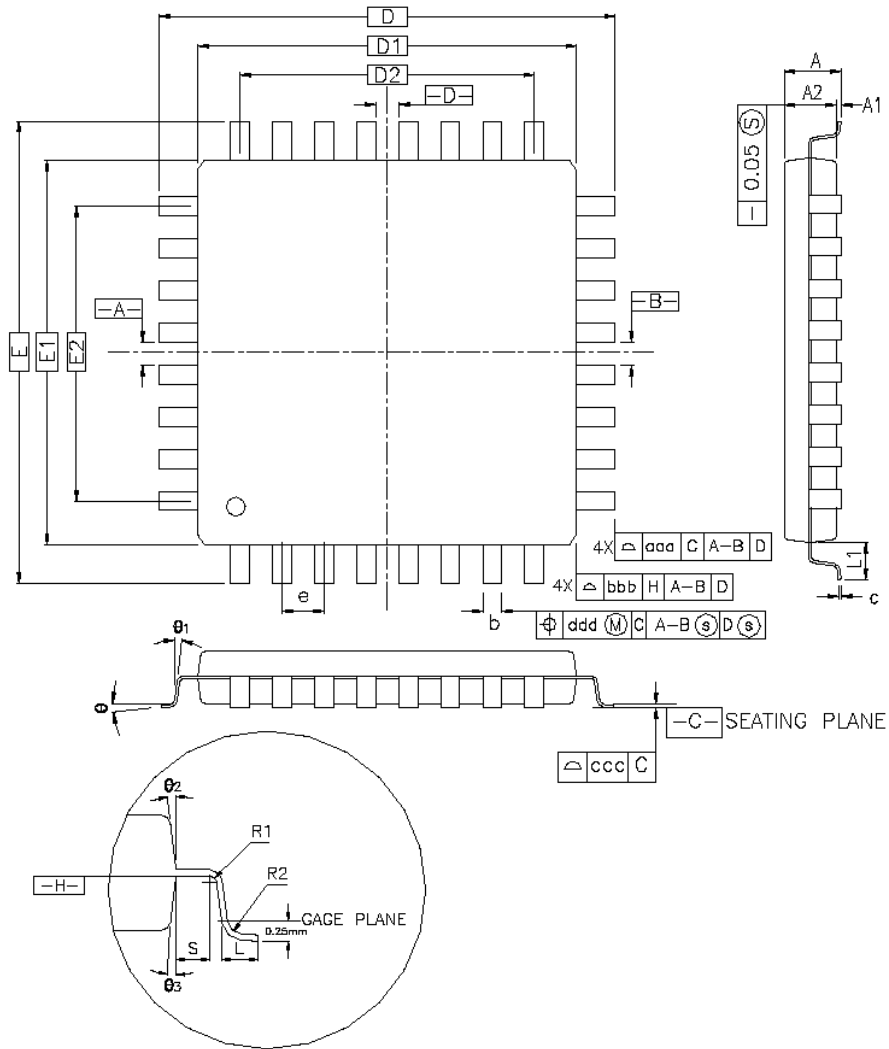 D
D1
D2
-D-
A
A2
A1
0.05 S
-A-
-B-
E
E1
E2
4X aaa C A-B D
4X bbb H A-B D
e
b
ddd M C A-B S D S
L1
c
θ1
θ
-C- SEATING PLANE
ccc C
θ2
R1
R2
-H-
GAGE PLANE
0.25mm
S
L
θ3